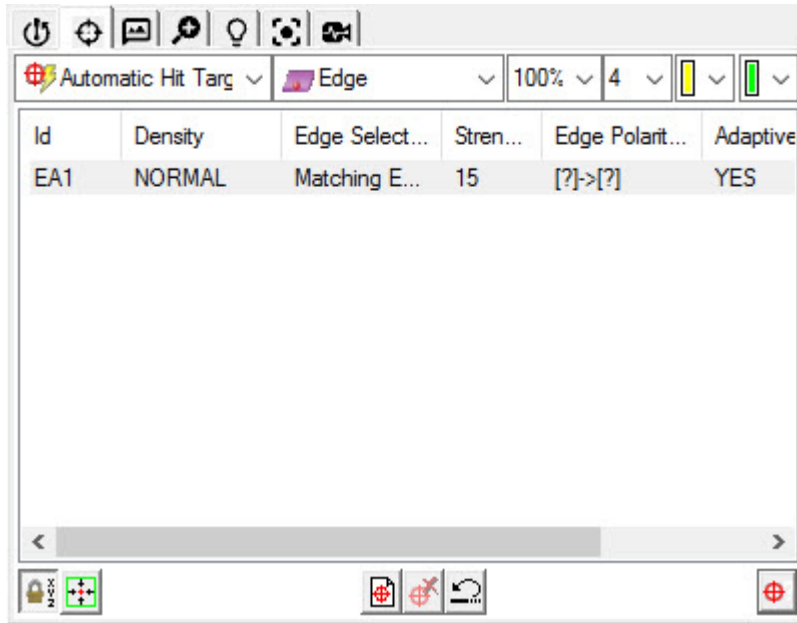 Automatic Hit Targ Edge 100% 4
Id Density Edge Select... Stren... Edge Polarit... Adaptive
EA1 NORMAL Matching E... 15 [?]->[?] YES
XYZ